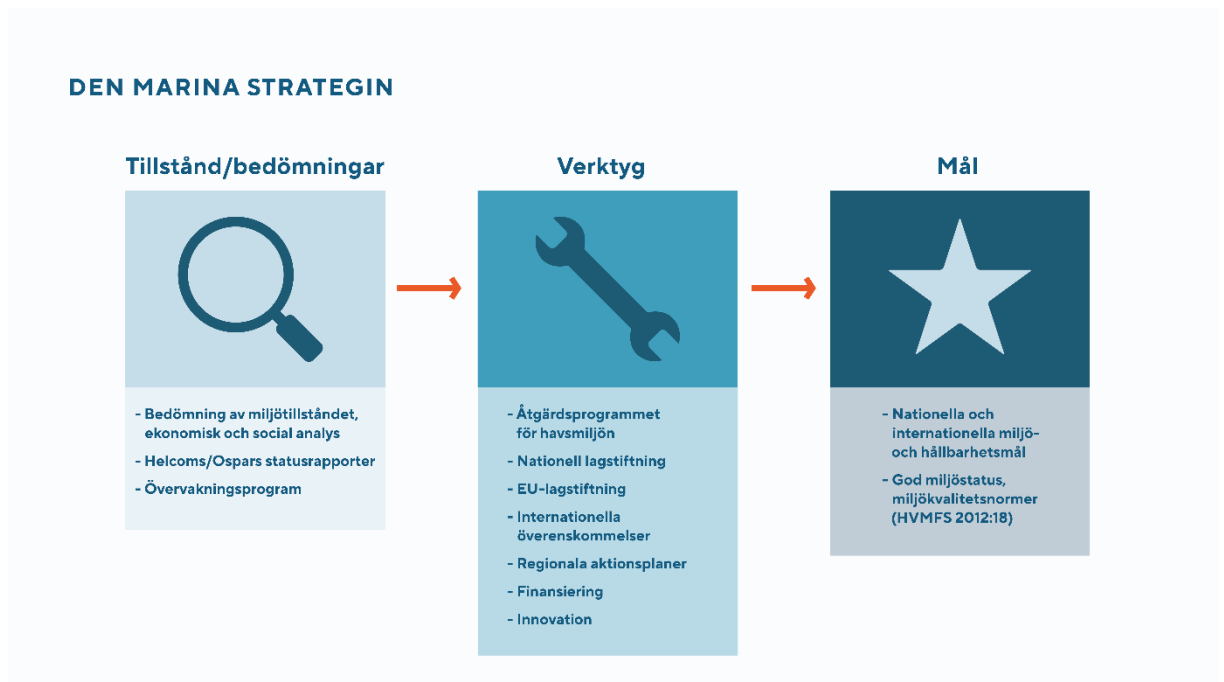 DEN MARINA STRATEGIN
Tillstånd/bedömningar
- Bedömning av miljötillståndet,
ekonomisk och social analys
- Helcoms/Ospars statusrapporter
- Övervakningsprogram
Verktyg
- Åtgärdsprogrammet
för havsmiljön
- Nationell lagstiftning
- EU-lagstiftning
- Internationella
överenskommelser
- Regionala aktionsplaner
- Finansiering
- Innovation
Mål
- Nationella och
internationella miljö-
och hållbarhetsmål
- God miljöstatus,
miljökvalitetsnormer
(HVMFS 2012:18)